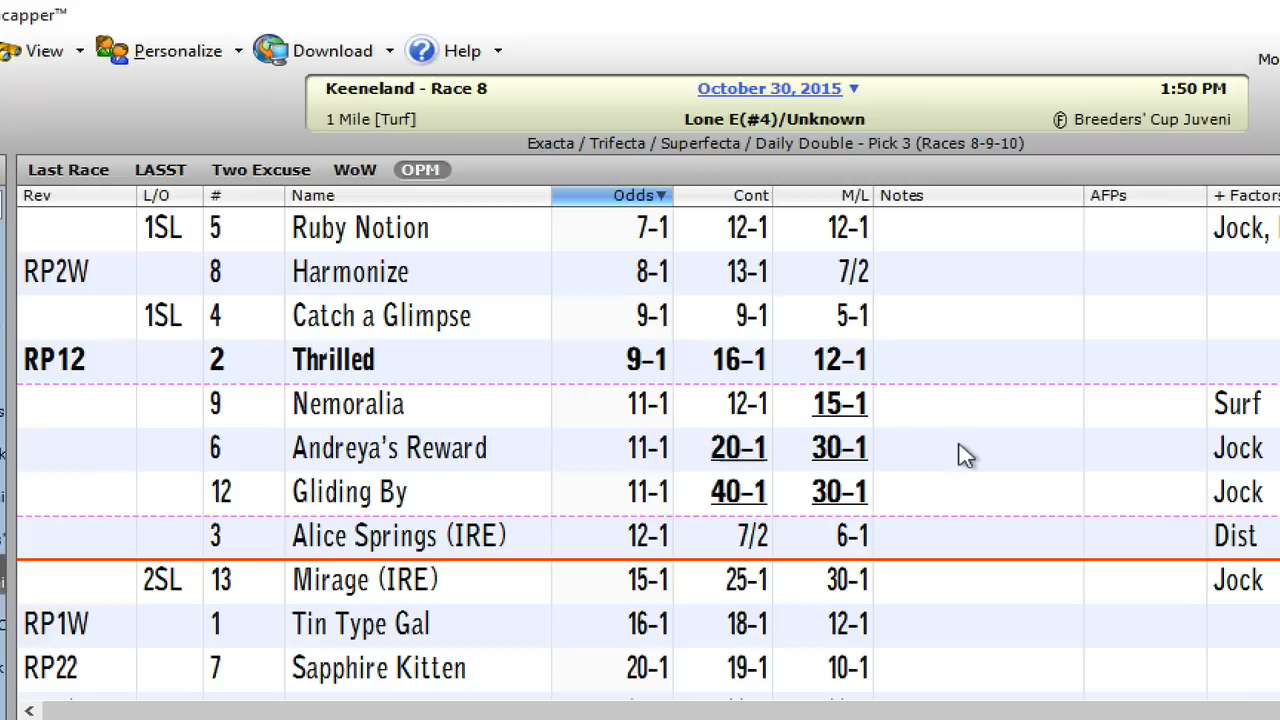 capper™
View Personalize Download Help
Mo
Keeneland - Race 8 October 30, 2015 ▼ 1:50 PM
1 Mile [Turf] Lone E(#4)/Unknown Ⓕ Breeders' Cup Juveni
Exacta / Trifecta / Superfecta / Daily Double - Pick 3 (Races 8-9-10)
Last Race LASST Two Excuse WoW OPM
Rev L/O # Name Odds▼ Cont M/L Notes AFPs + Factors
1SL 5 Ruby Notion 7-1 12-1 12-1 Jock,
RP2W 8 Harmonize 8-1 13-1 7/2
1SL 4 Catch a Glimpse 9-1 9-1 5-1
RP12 2 Thrilled 9-1 16-1 12-1
9 Nemoralia 11-1 12-1 15-1 Surf
6 Andreya's Reward 11-1 20-1 30-1 Jock
12 Gliding By 11-1 40-1 30-1 Jock
3 Alice Springs (IRE) 12-1 7/2 6-1 Dist
2SL 13 Mirage (IRE) 15-1 25-1 30-1 Jock
RP1W 1 Tin Type Gal 16-1 18-1 12-1
RP22 7 Sapphire Kitten 20-1 19-1 10-1